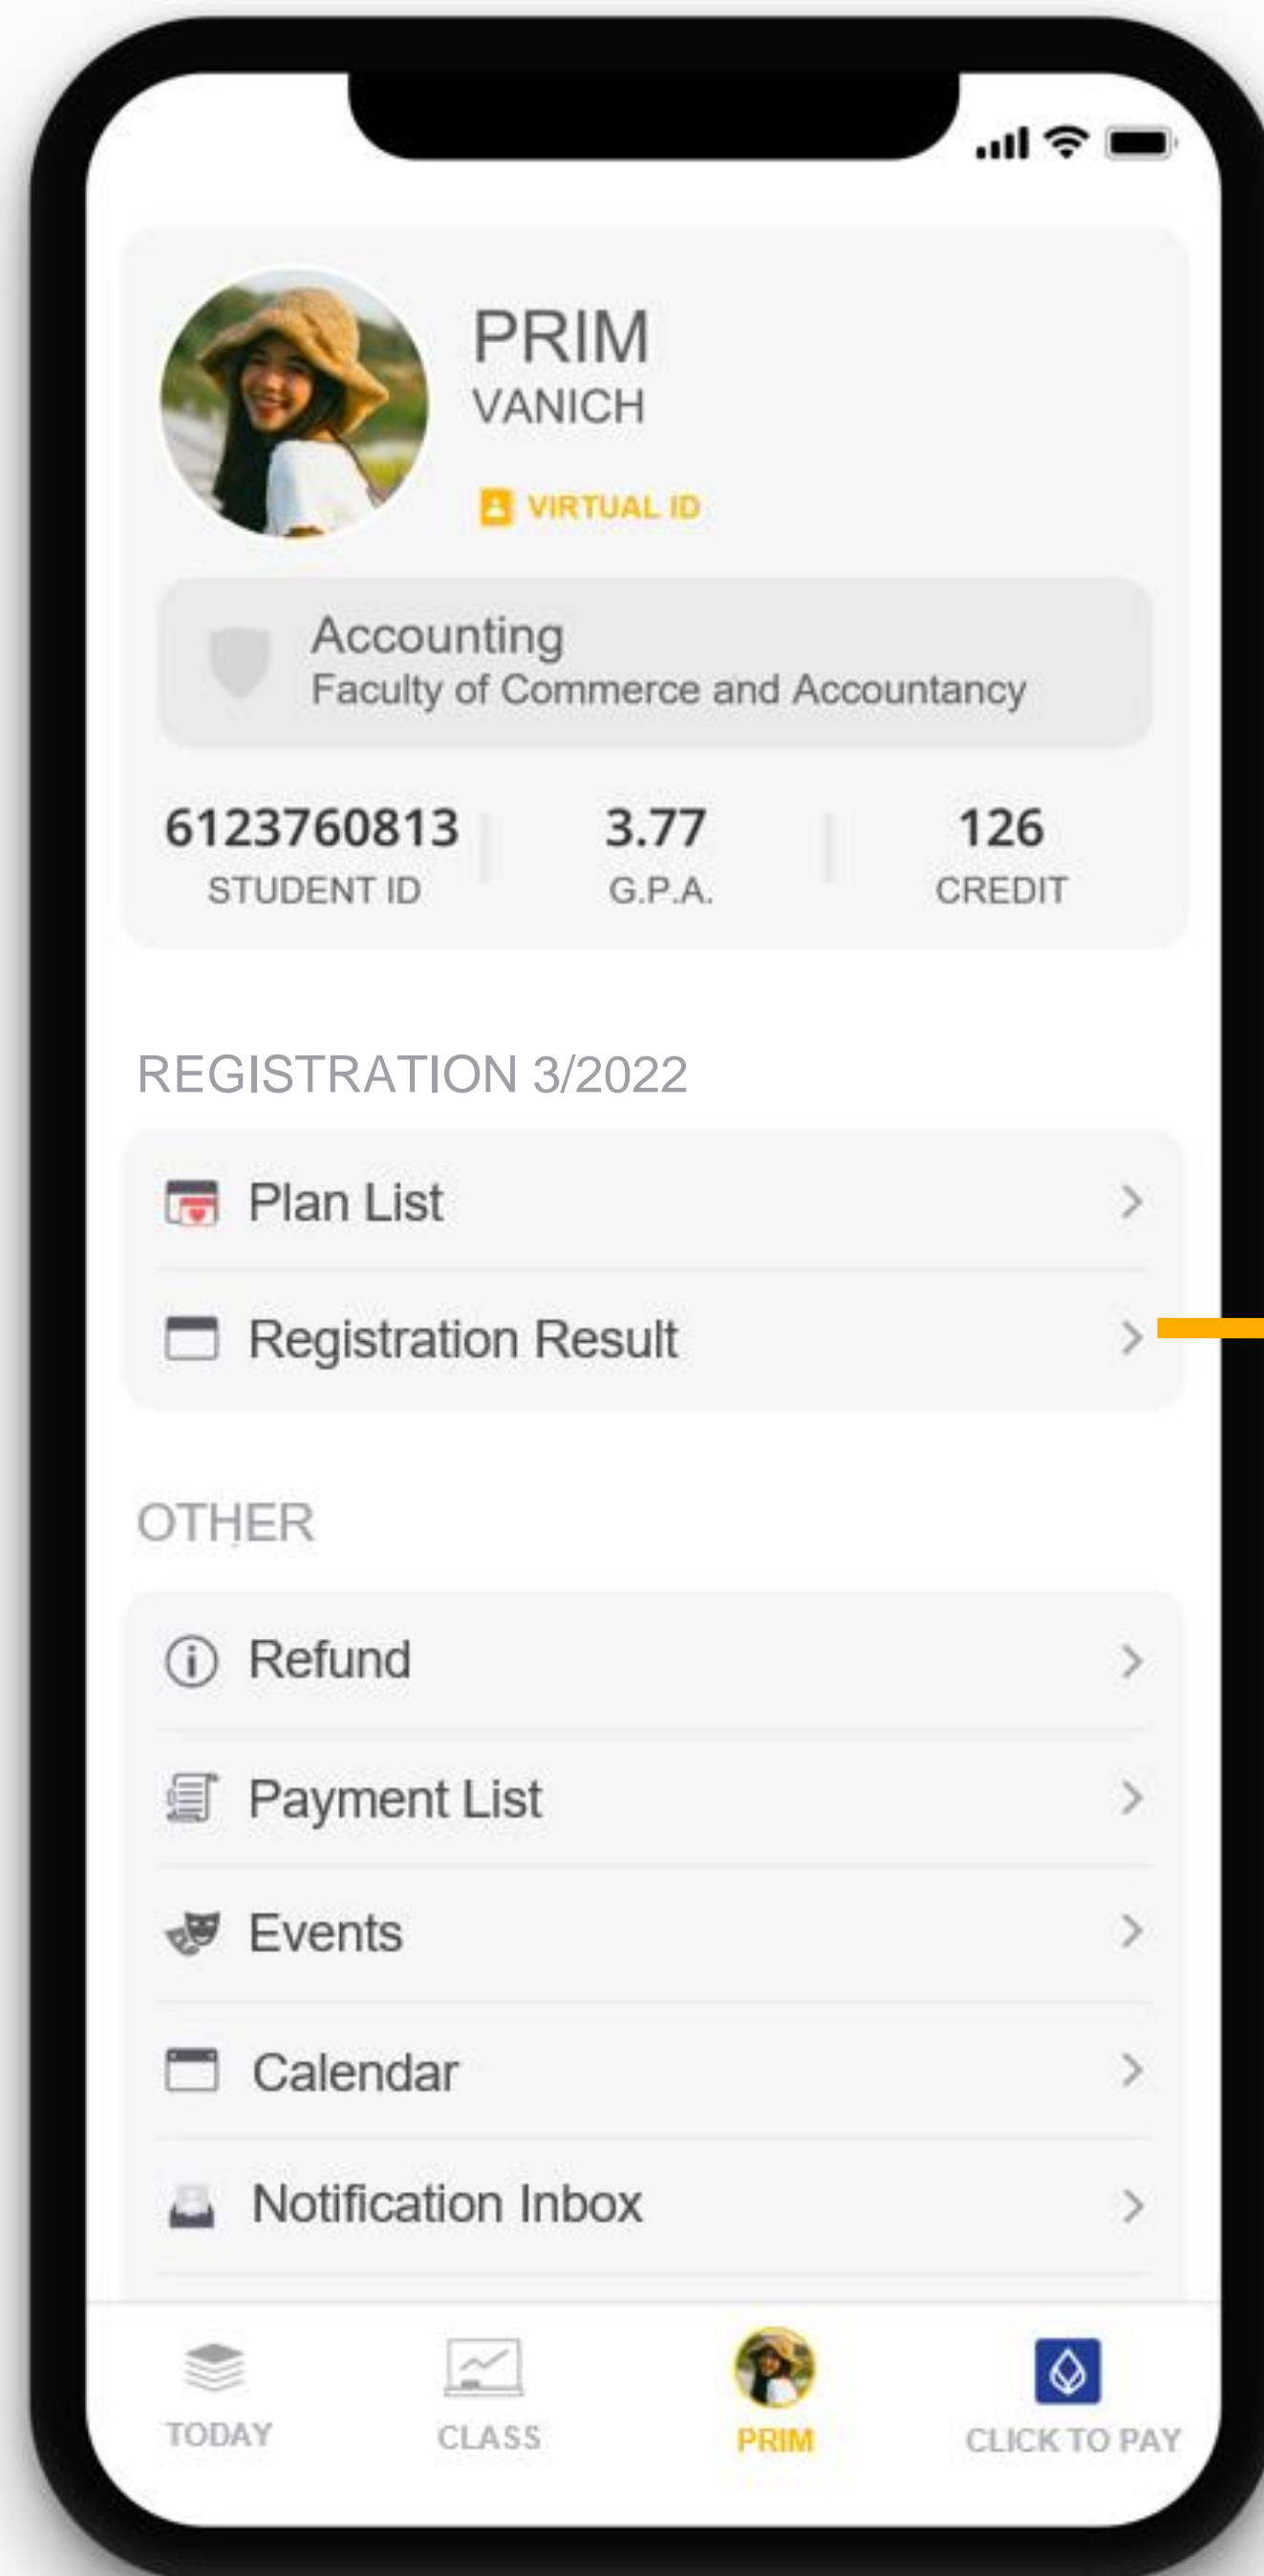 PRIM
VANICH
VIRTUAL ID
Accounting
Faculty of Commerce and Accountancy
6123760813 3.77 126
STUDENT ID G.P.A. CREDIT
REGISTRATION 3/2022
Plan List
Registration Result
OTHER
Refund
Payment List
Events
Calendar
Notification Inbox
TODAY CLASS PRIM CLICK TO PAY